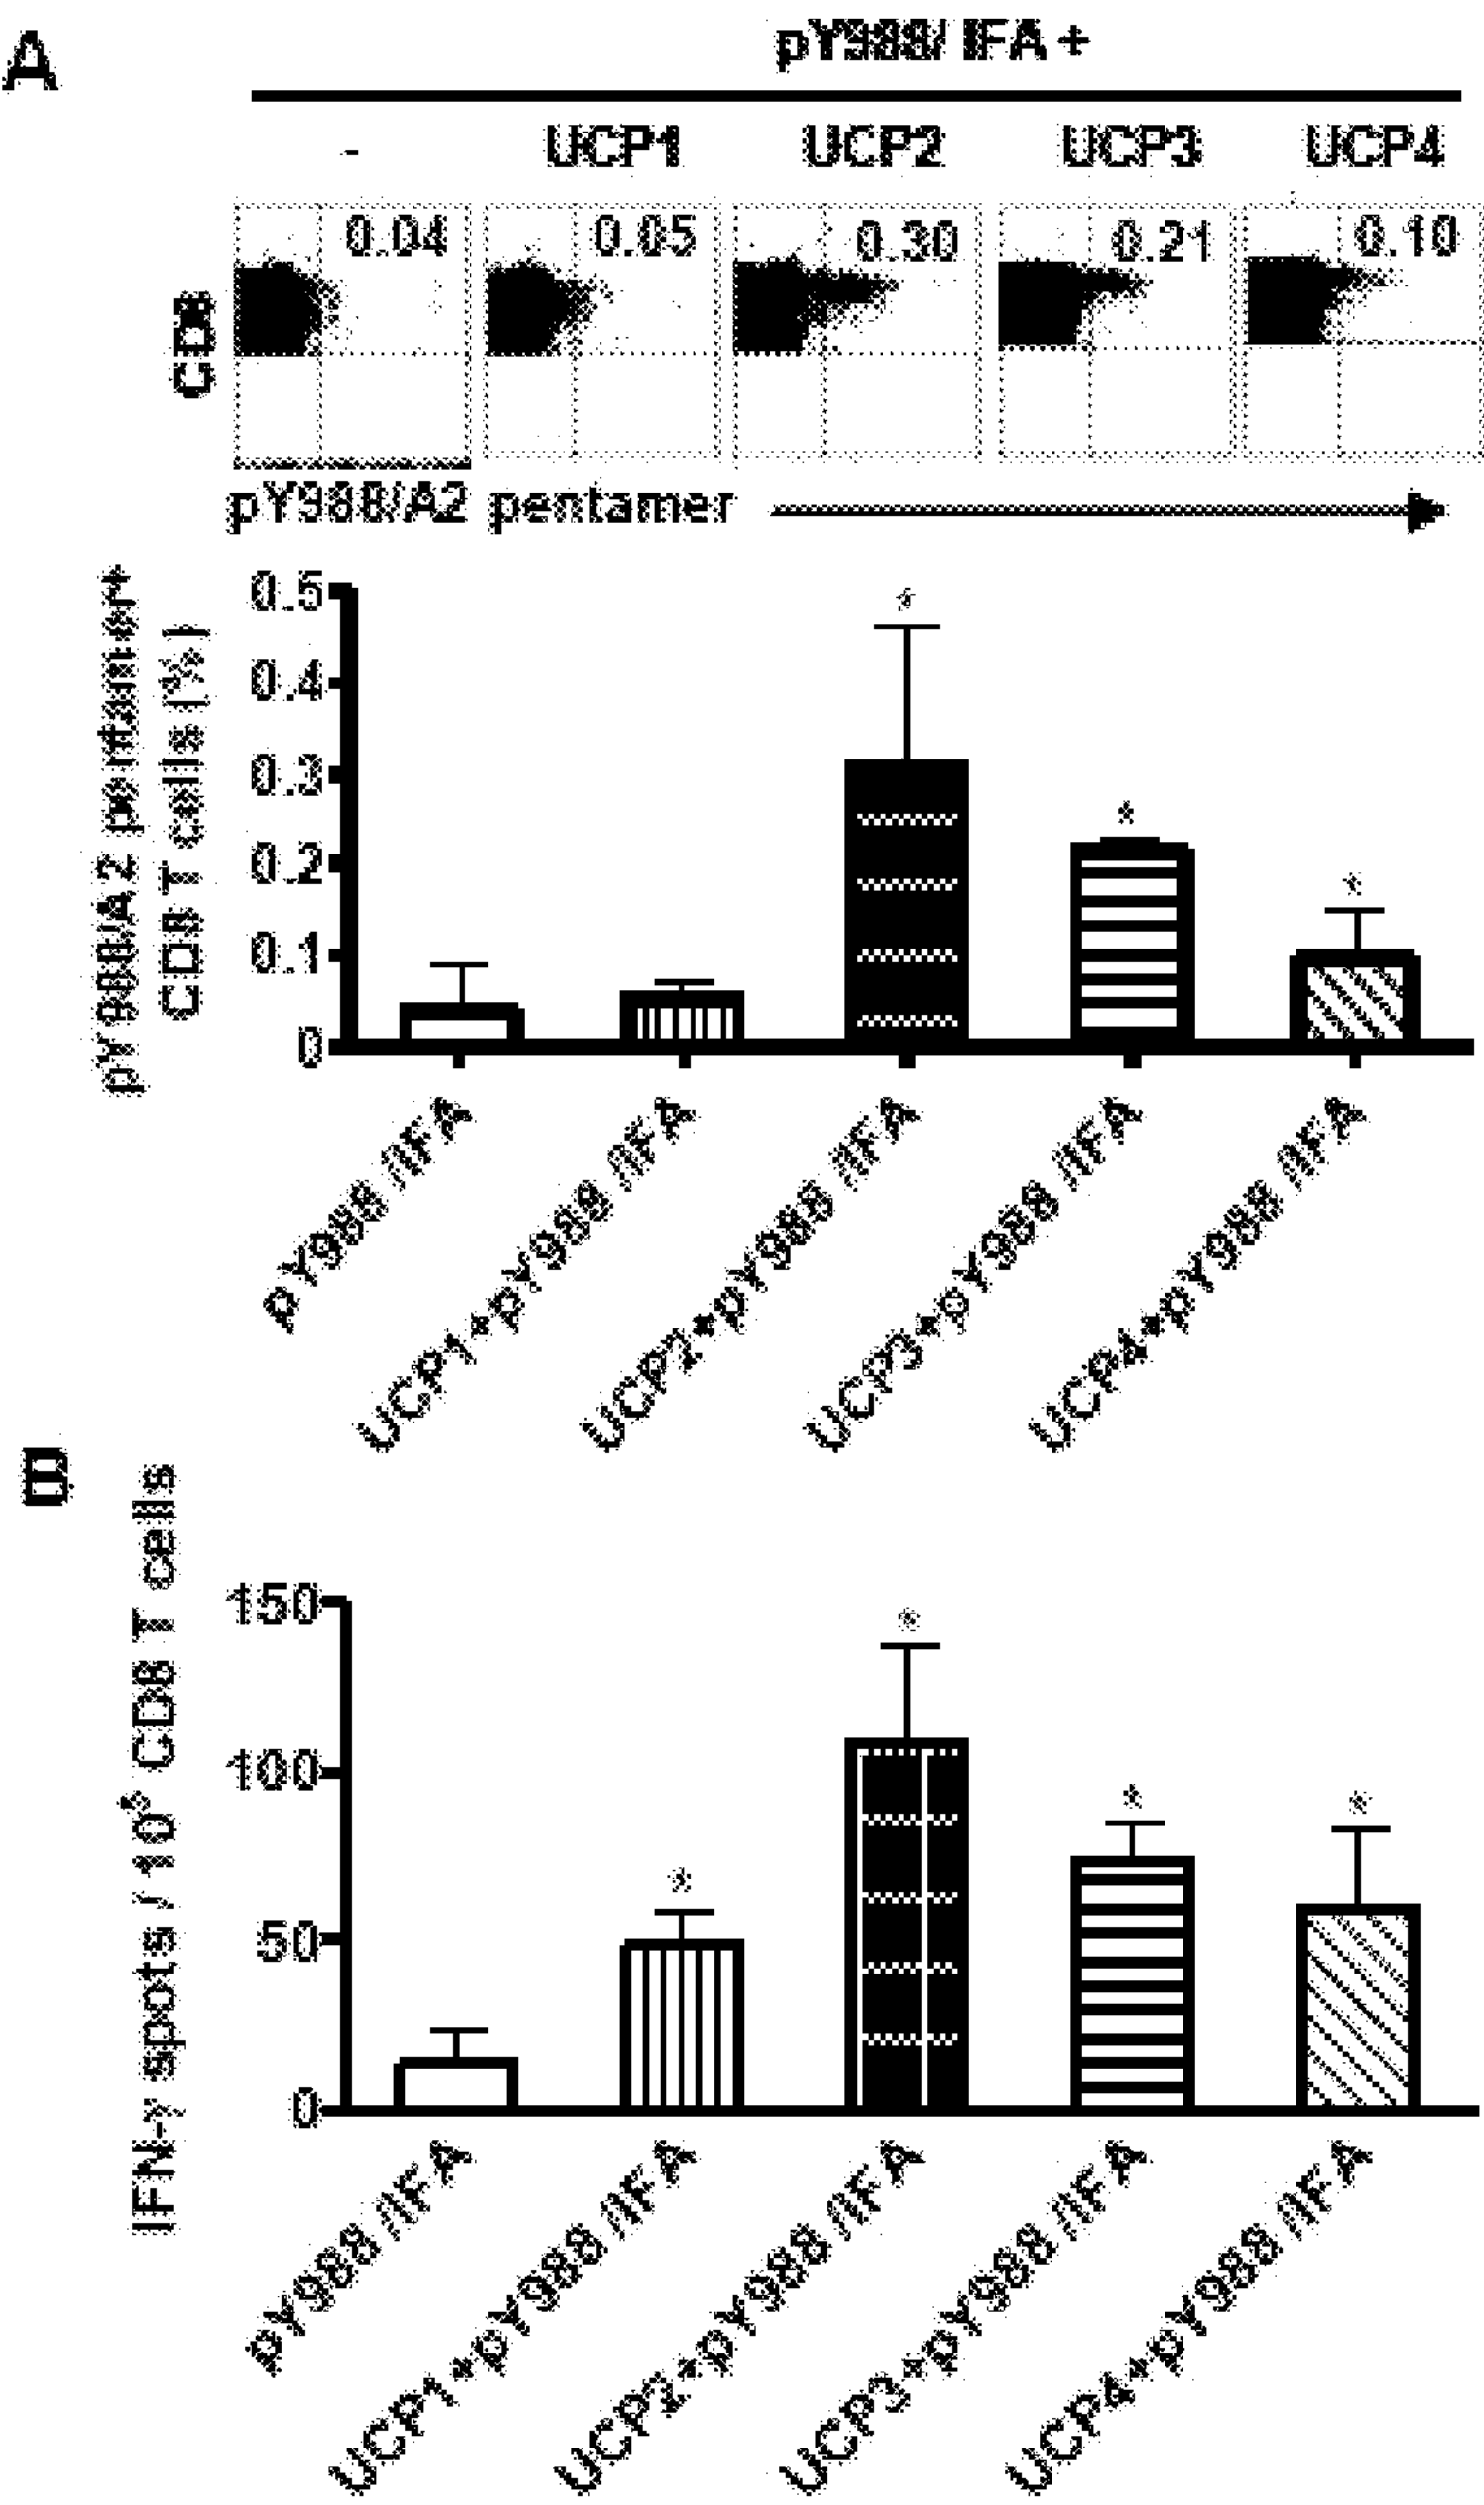 A
pY988/ IFA +
- UCP1 UCP2 UCP3 UCP4
0.04 0.05 0.30 0.21 0.10
CD8
pY988/A2 pentamer
pY988/A2 pentamer+
CD8 T cells (%)
0.5
0.4
0.3
0.2
0.1
0
* * *
pY988 /IFA
UCP1+pY988 /IFA
UCP2+pY988 /IFA
UCP3+pY988 /IFA
UCP4+pY988 /IFA
B
IFN-γ spots / 10⁵ CD8 T cells
150
100
50
0
* * * *
pY988 /IFA
UCP1+pY988 /IFA
UCP2+pY988 /IFA
UCP3+pY988 /IFA
UCP4+pY988 /IFA